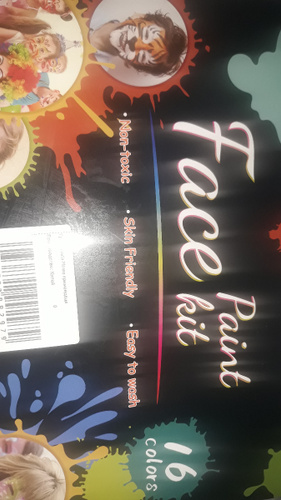 Face
Paint
kit
· Non-toxic · Skin Friendly · Easy to wash
16
colors